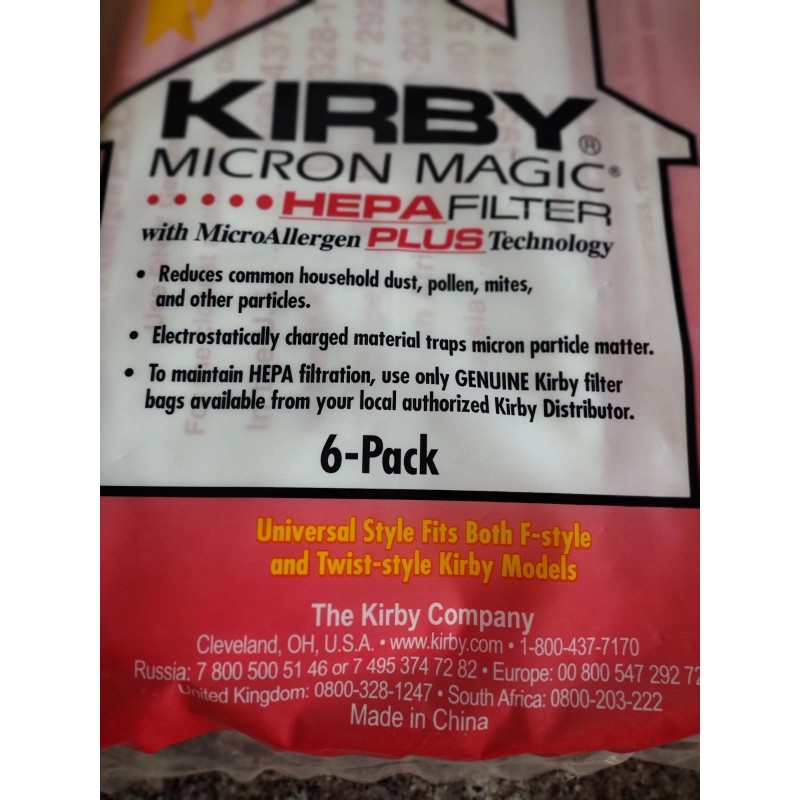 KIRBY®
MICRON MAGIC®
•••••HEPA FILTER
with MicroAllergen PLUS Technology
• Reduces common household dust, pollen, mites,
and other particles.
• Electrostatically charged material traps micron particle matter.
• To maintain HEPA filtration, use only GENUINE Kirby filter
bags available from your local authorized Kirby Distributor.
6-Pack
Universal Style Fits Both F-style
and Twist-style Kirby Models
The Kirby Company
Cleveland, OH, U.S.A. • www.kirby.com • 1-800-437-7170
Russia: 7 800 500 51 46 or 7 495 374 72 82 • Europe: 00 800 547 292 72
United Kingdom: 0800-328-1247 • South Africa: 0800-203-222
Made in China